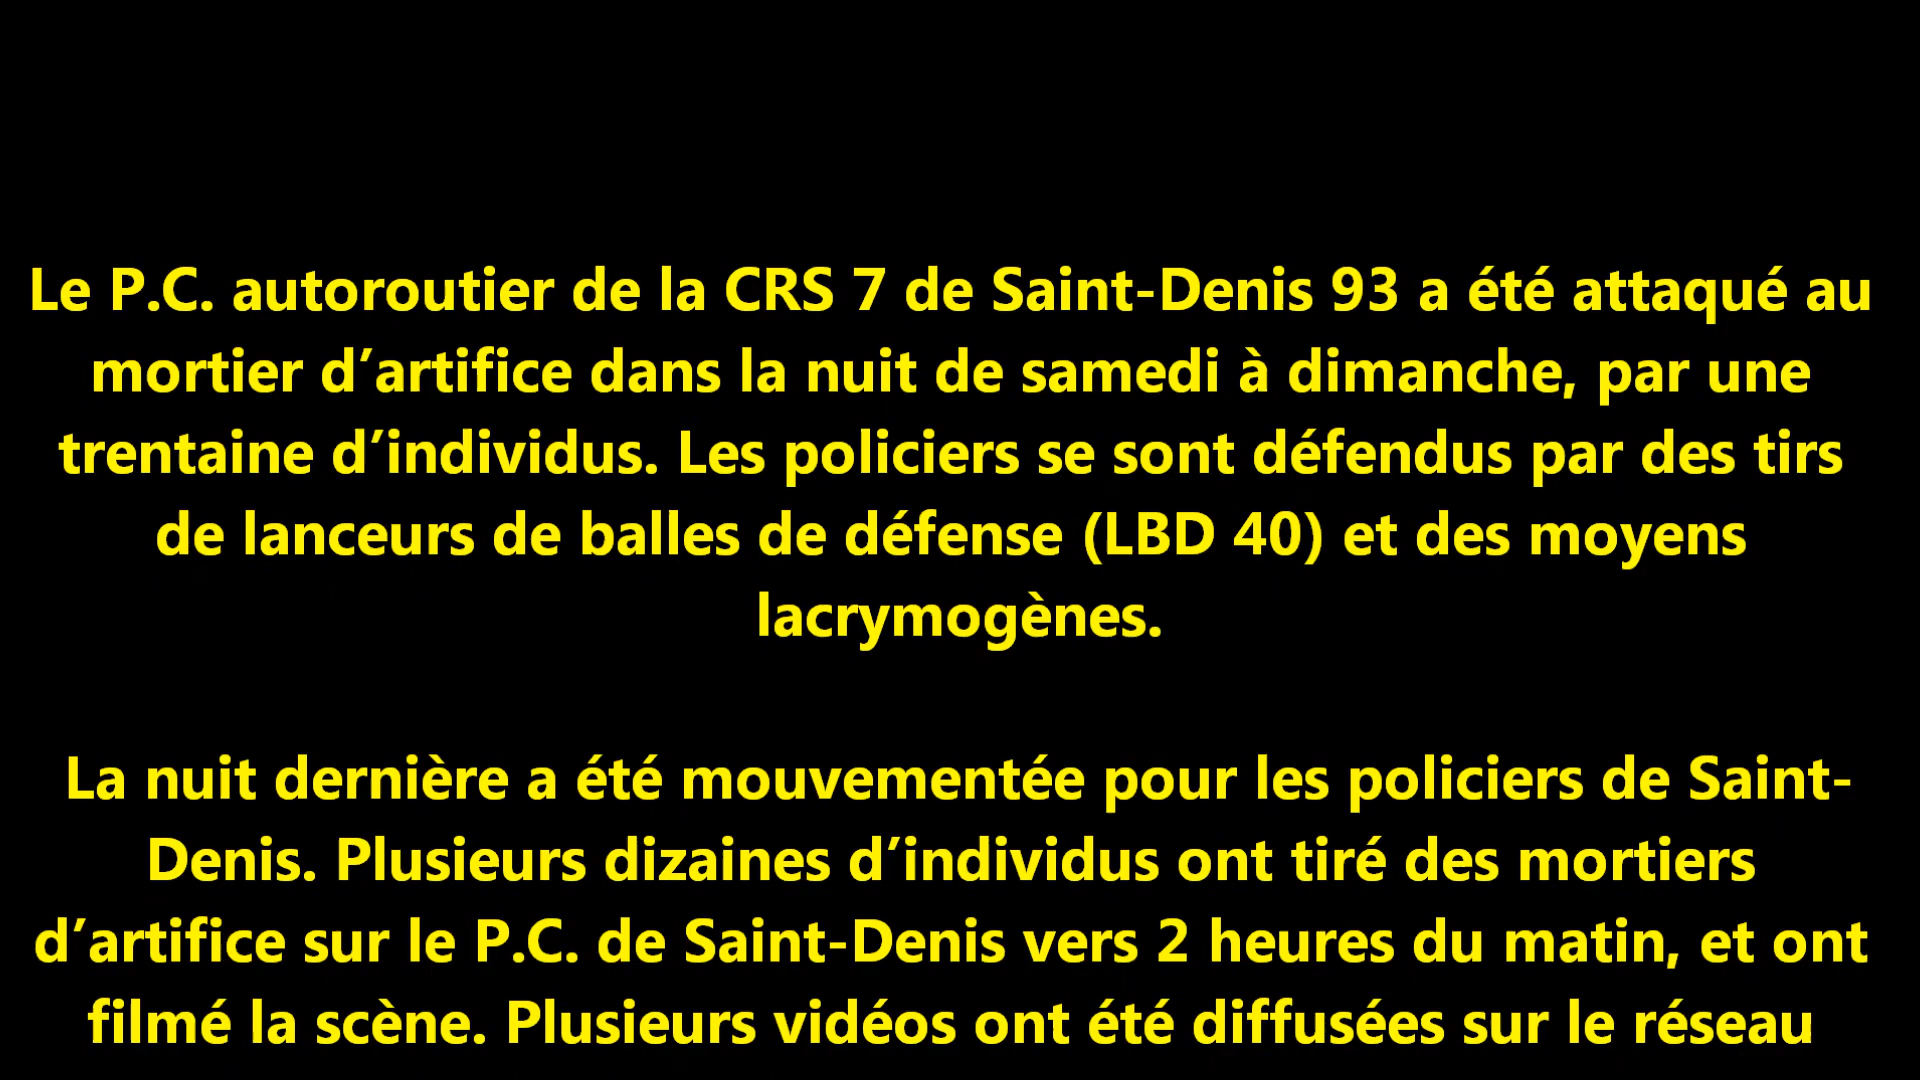 Le P.C. autoroutier de la CRS 7 de Saint-Denis 93 a été attaqué au
mortier d’artifice dans la nuit de samedi à dimanche, par une
trentaine d’individus. Les policiers se sont défendus par des tirs
de lanceurs de balles de défense (LBD 40) et des moyens
lacrymogènes.
La nuit dernière a été mouvementée pour les policiers de Saint-
Denis. Plusieurs dizaines d’individus ont tiré des mortiers
d’artifice sur le P.C. de Saint-Denis vers 2 heures du matin, et ont
filmé la scène. Plusieurs vidéos ont été diffusées sur le réseau